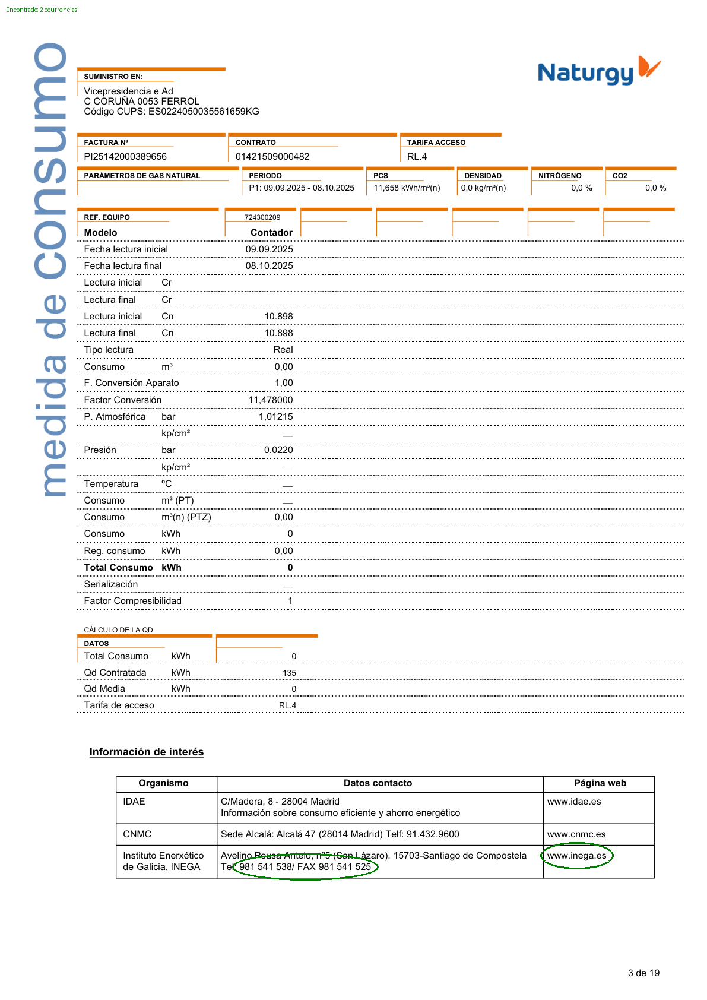 Encontrado: 2 ocurrencias
medida de consumo
Naturgy
SUMINISTRO EN:
Vicepresidencia e Ad
C CORUÑA 0053 FERROL
Código CUPS: ES0224050035561659KG
FACTURA Nº CONTRATO TARIFA ACCESO
PI25142000389656 01421509000482 RL.4
PARÁMETROS DE GAS NATURAL PERIODO PCS DENSIDAD NITRÓGENO CO2
P1: 09.09.2025 - 08.10.2025 11,658 kWh/m³(n) 0,0 kg/m³(n) 0,0 % 0,0 %
REF. EQUIPO 724300209
Modelo Contador
Fecha lectura inicial 09.09.2025
Fecha lectura final 08.10.2025
Lectura inicial Cr
Lectura final Cr
Lectura inicial Cn 10.898
Lectura final Cn 10.898
Tipo lectura Real
Consumo m³ 0,00
F. Conversión Aparato 1,00
Factor Conversión 11,478000
P. Atmosférica bar 1,01215
kp/cm² __
Presión bar 0.0220
kp/cm² __
Temperatura ºC __
Consumo m³ (PT) __
Consumo m³(n) (PTZ) 0,00
Consumo kWh 0
Reg. consumo kWh 0,00
Total Consumo kWh 0
Serialización __
Factor Compresibilidad 1
CÁLCULO DE LA QD
DATOS
Total Consumo kWh 0
Qd Contratada kWh 135
Qd Media kWh 0
Tarifa de acceso RL.4
Información de interés
Organismo Datos contacto Página web
IDAE C/Madera, 8 - 28004 Madrid www.idae.es
Información sobre consumo eficiente y ahorro energético
CNMC Sede Alcalá: Alcalá 47 (28014 Madrid) Telf: 91.432.9600 www.cnmc.es
Instituto Enerxético Avelino Pousa Antelo, nº5 (San Lázaro). 15703-Santiago de Compostela www.inega.es
de Galicia, INEGA Tel. 981 541 538/ FAX 981 541 525
3 de 19